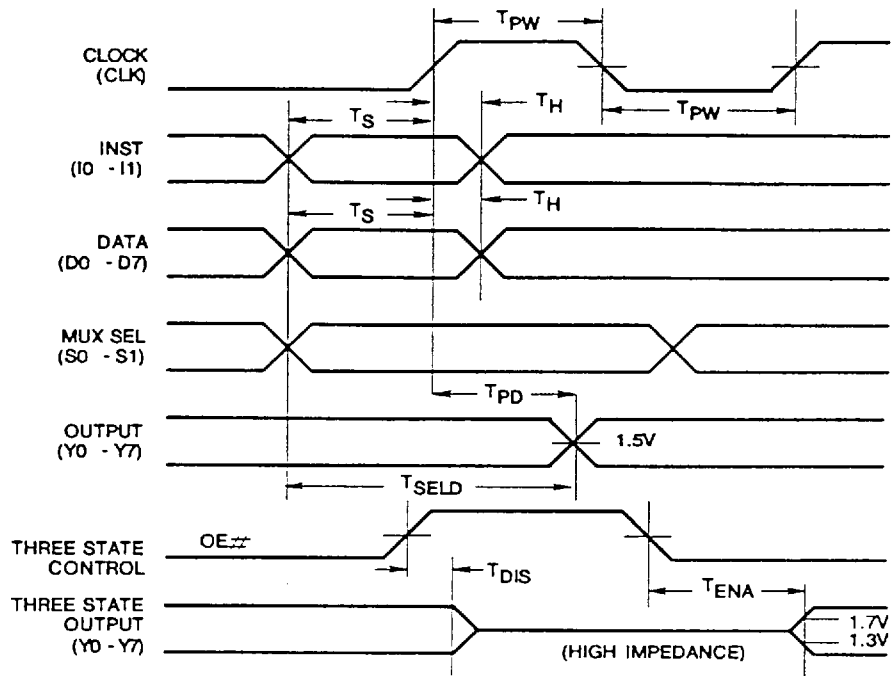 TPW
CLOCK
(CLK)
TS
TH
TPW
INST
(I0 - I1)
TS
TH
DATA
(D0 - D7)
MUX SEL
(S0 - S1)
TPD
OUTPUT
(Y0 - Y7)
1.5V
TSELD
OE#
THREE STATE
CONTROL
TDIS
TENA
THREE STATE
OUTPUT
(Y0 - Y7)
1.7V
1.3V
(HIGH IMPEDANCE)